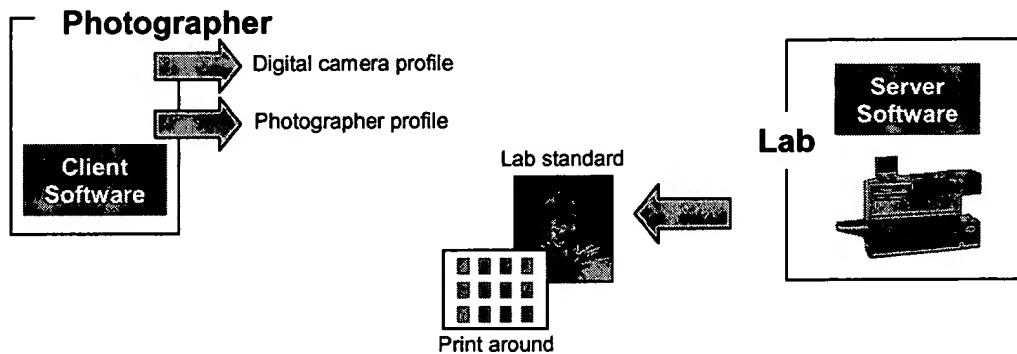 Photographer
Digital camera profile
Photographer profile
Client
Software
Lab standard
Print around
Lab
Server
Software